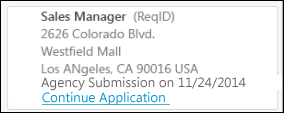 Sales Manager (ReqID)
2626 Colorado Blvd.
Westfield Mall
Los ANgeles, CA 90016 USA
Agency Submission on 11/24/2014
Continue Application